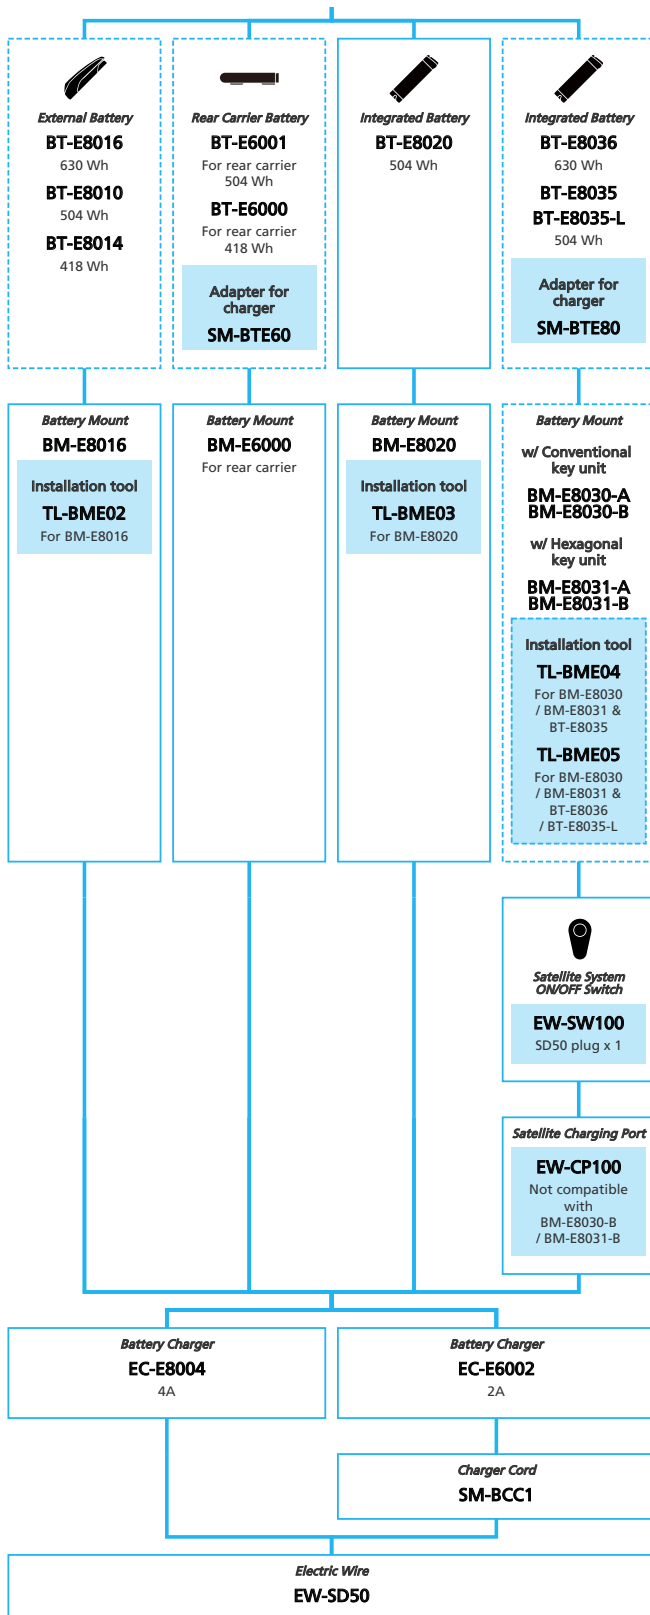 External Battery
BT-E8016
630 Wh
BT-E8010
504 Wh
BT-E8014
418 Wh
Rear Carrier Battery
BT-E6001
For rear carrier
504 Wh
BT-E6000
For rear carrier
418 Wh
Adapter for
charger
SM-BTE60
Integrated Battery
BT-E8020
504 Wh
Integrated Battery
BT-E8036
630 Wh
BT-E8035
BT-E8035-L
504 Wh
Adapter for
charger
SM-BTE80
Battery Mount
BM-E8016
Installation tool
TL-BME02
For BM-E8016
Battery Mount
BM-E6000
For rear carrier
Battery Mount
BM-E8020
Installation tool
TL-BME03
For BM-E8020
Battery Mount
w/ Conventional
key unit
BM-E8030-A
BM-E8030-B
w/ Hexagonal
key unit
BM-E8031-A
BM-E8031-B
Installation tool
TL-BME04
For BM-E8030
/ BM-E8031 &
BT-E8035
TL-BME05
For BM-E8030
/ BM-E8031 &
BT-E8036
/ BT-E8035-L
Satellite System
ON/OFF Switch
EW-SW100
SD50 plug x 1
Satellite Charging Port
EW-CP100
Not compatible
with
BM-E8030-B
/ BM-E8031-B
Battery Charger
EC-E8004
4A
Battery Charger
EC-E6002
2A
Charger Cord
SM-BCC1
Electric Wire
EW-SD50